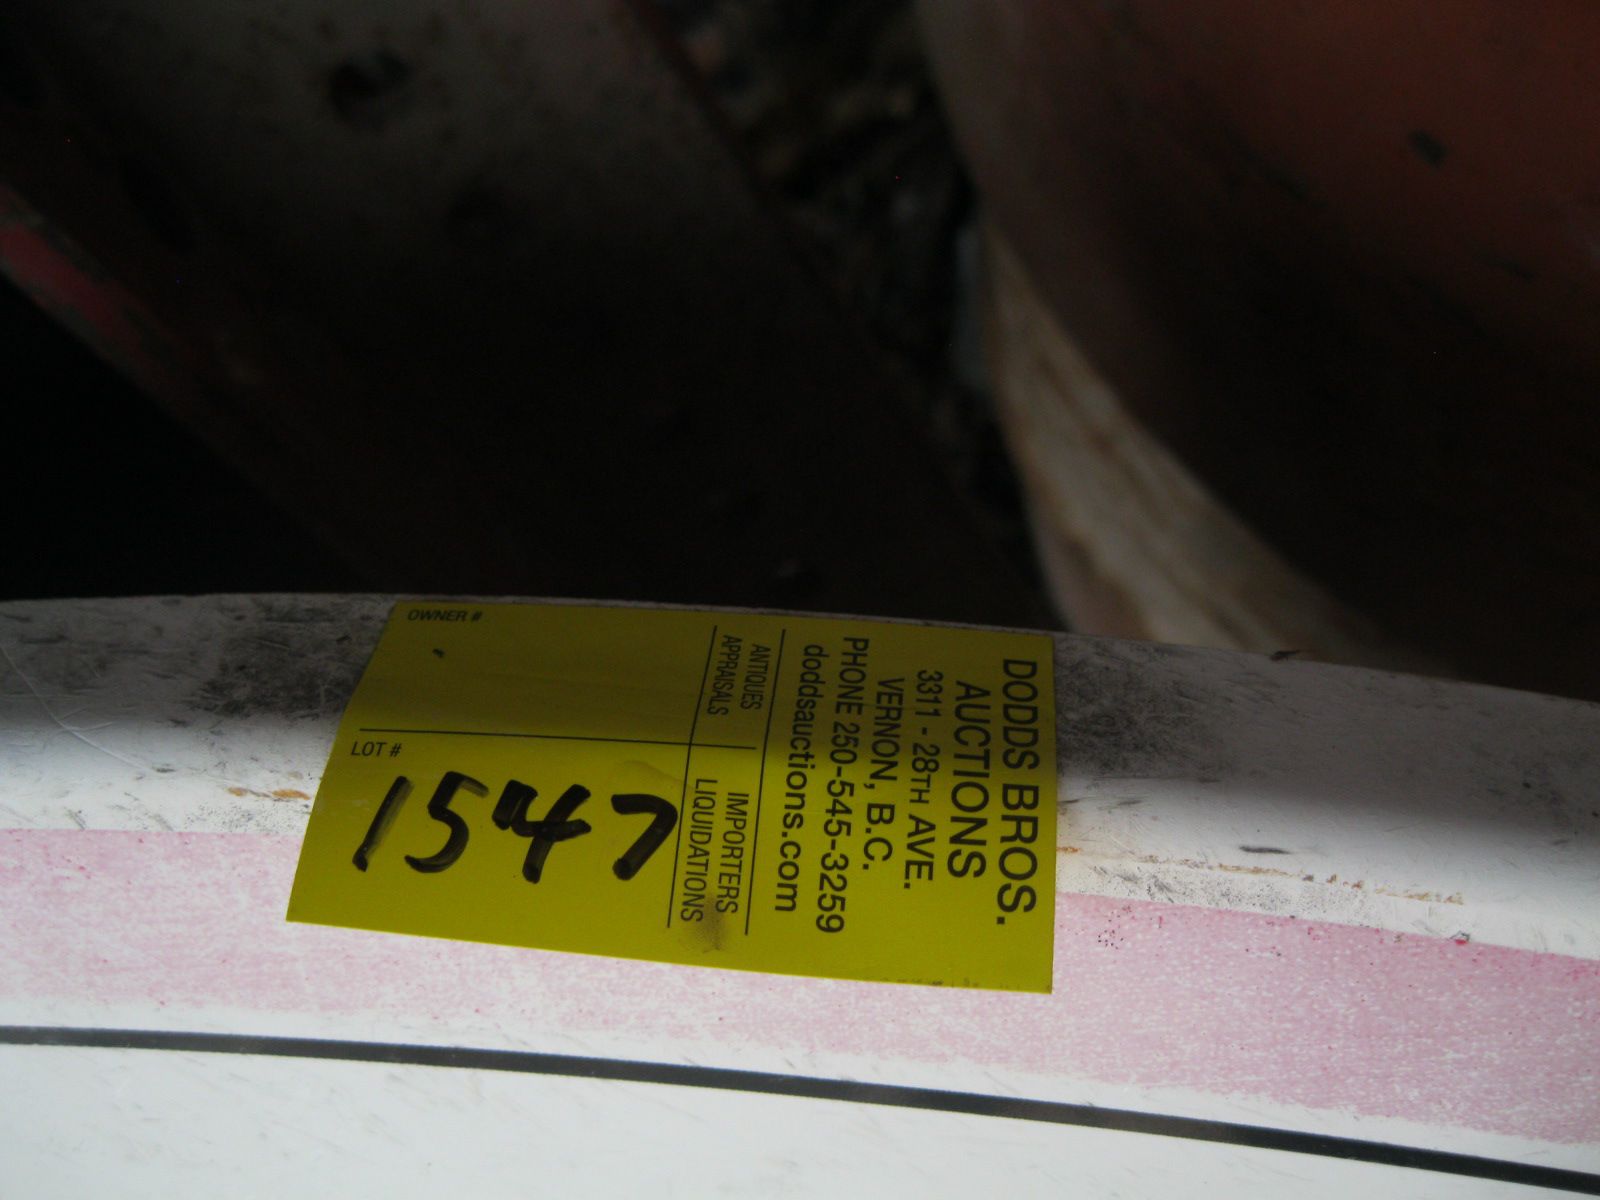 DODDS BROS.
AUCTIONS
3311 - 28TH AVE.
VERNON, B.C.
PHONE 250-545-3259
doddsauctions.com
ANTIQUES
APPRAISALS
IMPORTERS
LIQUIDATIONS
OWNER #
LOT #
1547